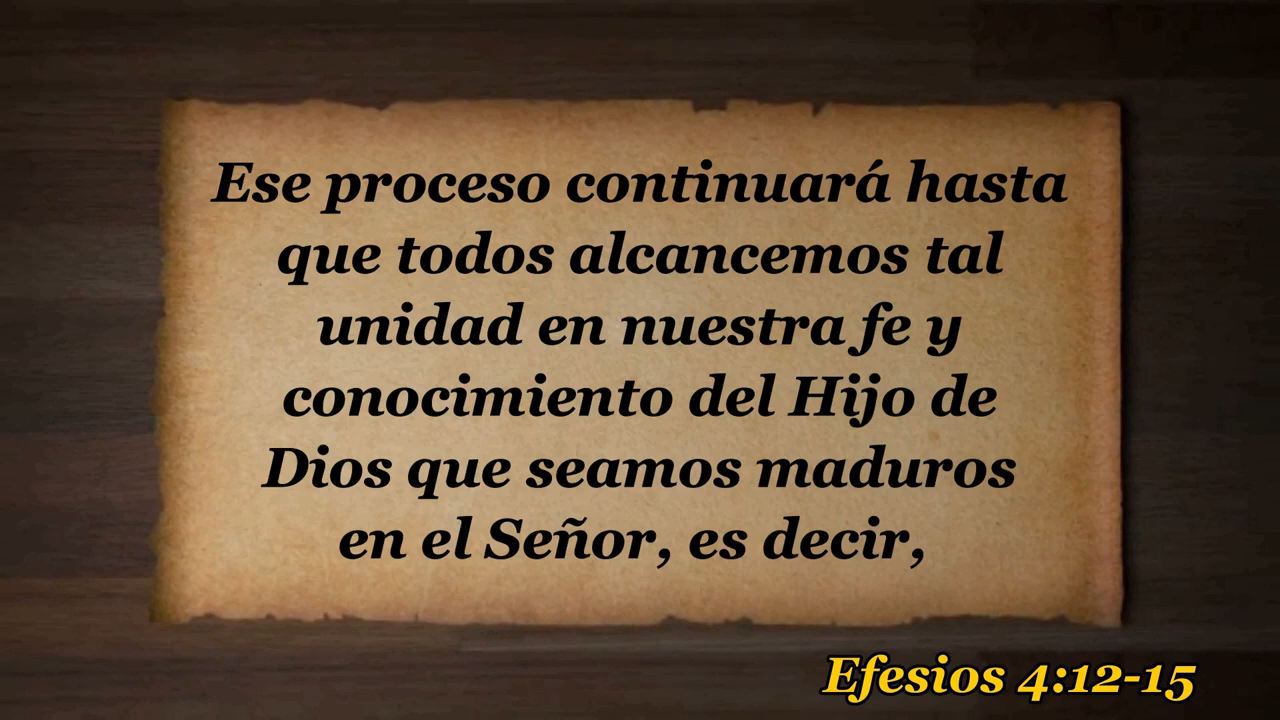 Ese proceso continuará hasta
que todos alcancemos tal
unidad en nuestra fe y
conocimiento del Hijo de
Dios que seamos maduros
en el Señor, es decir,
Efesios 4:12-15